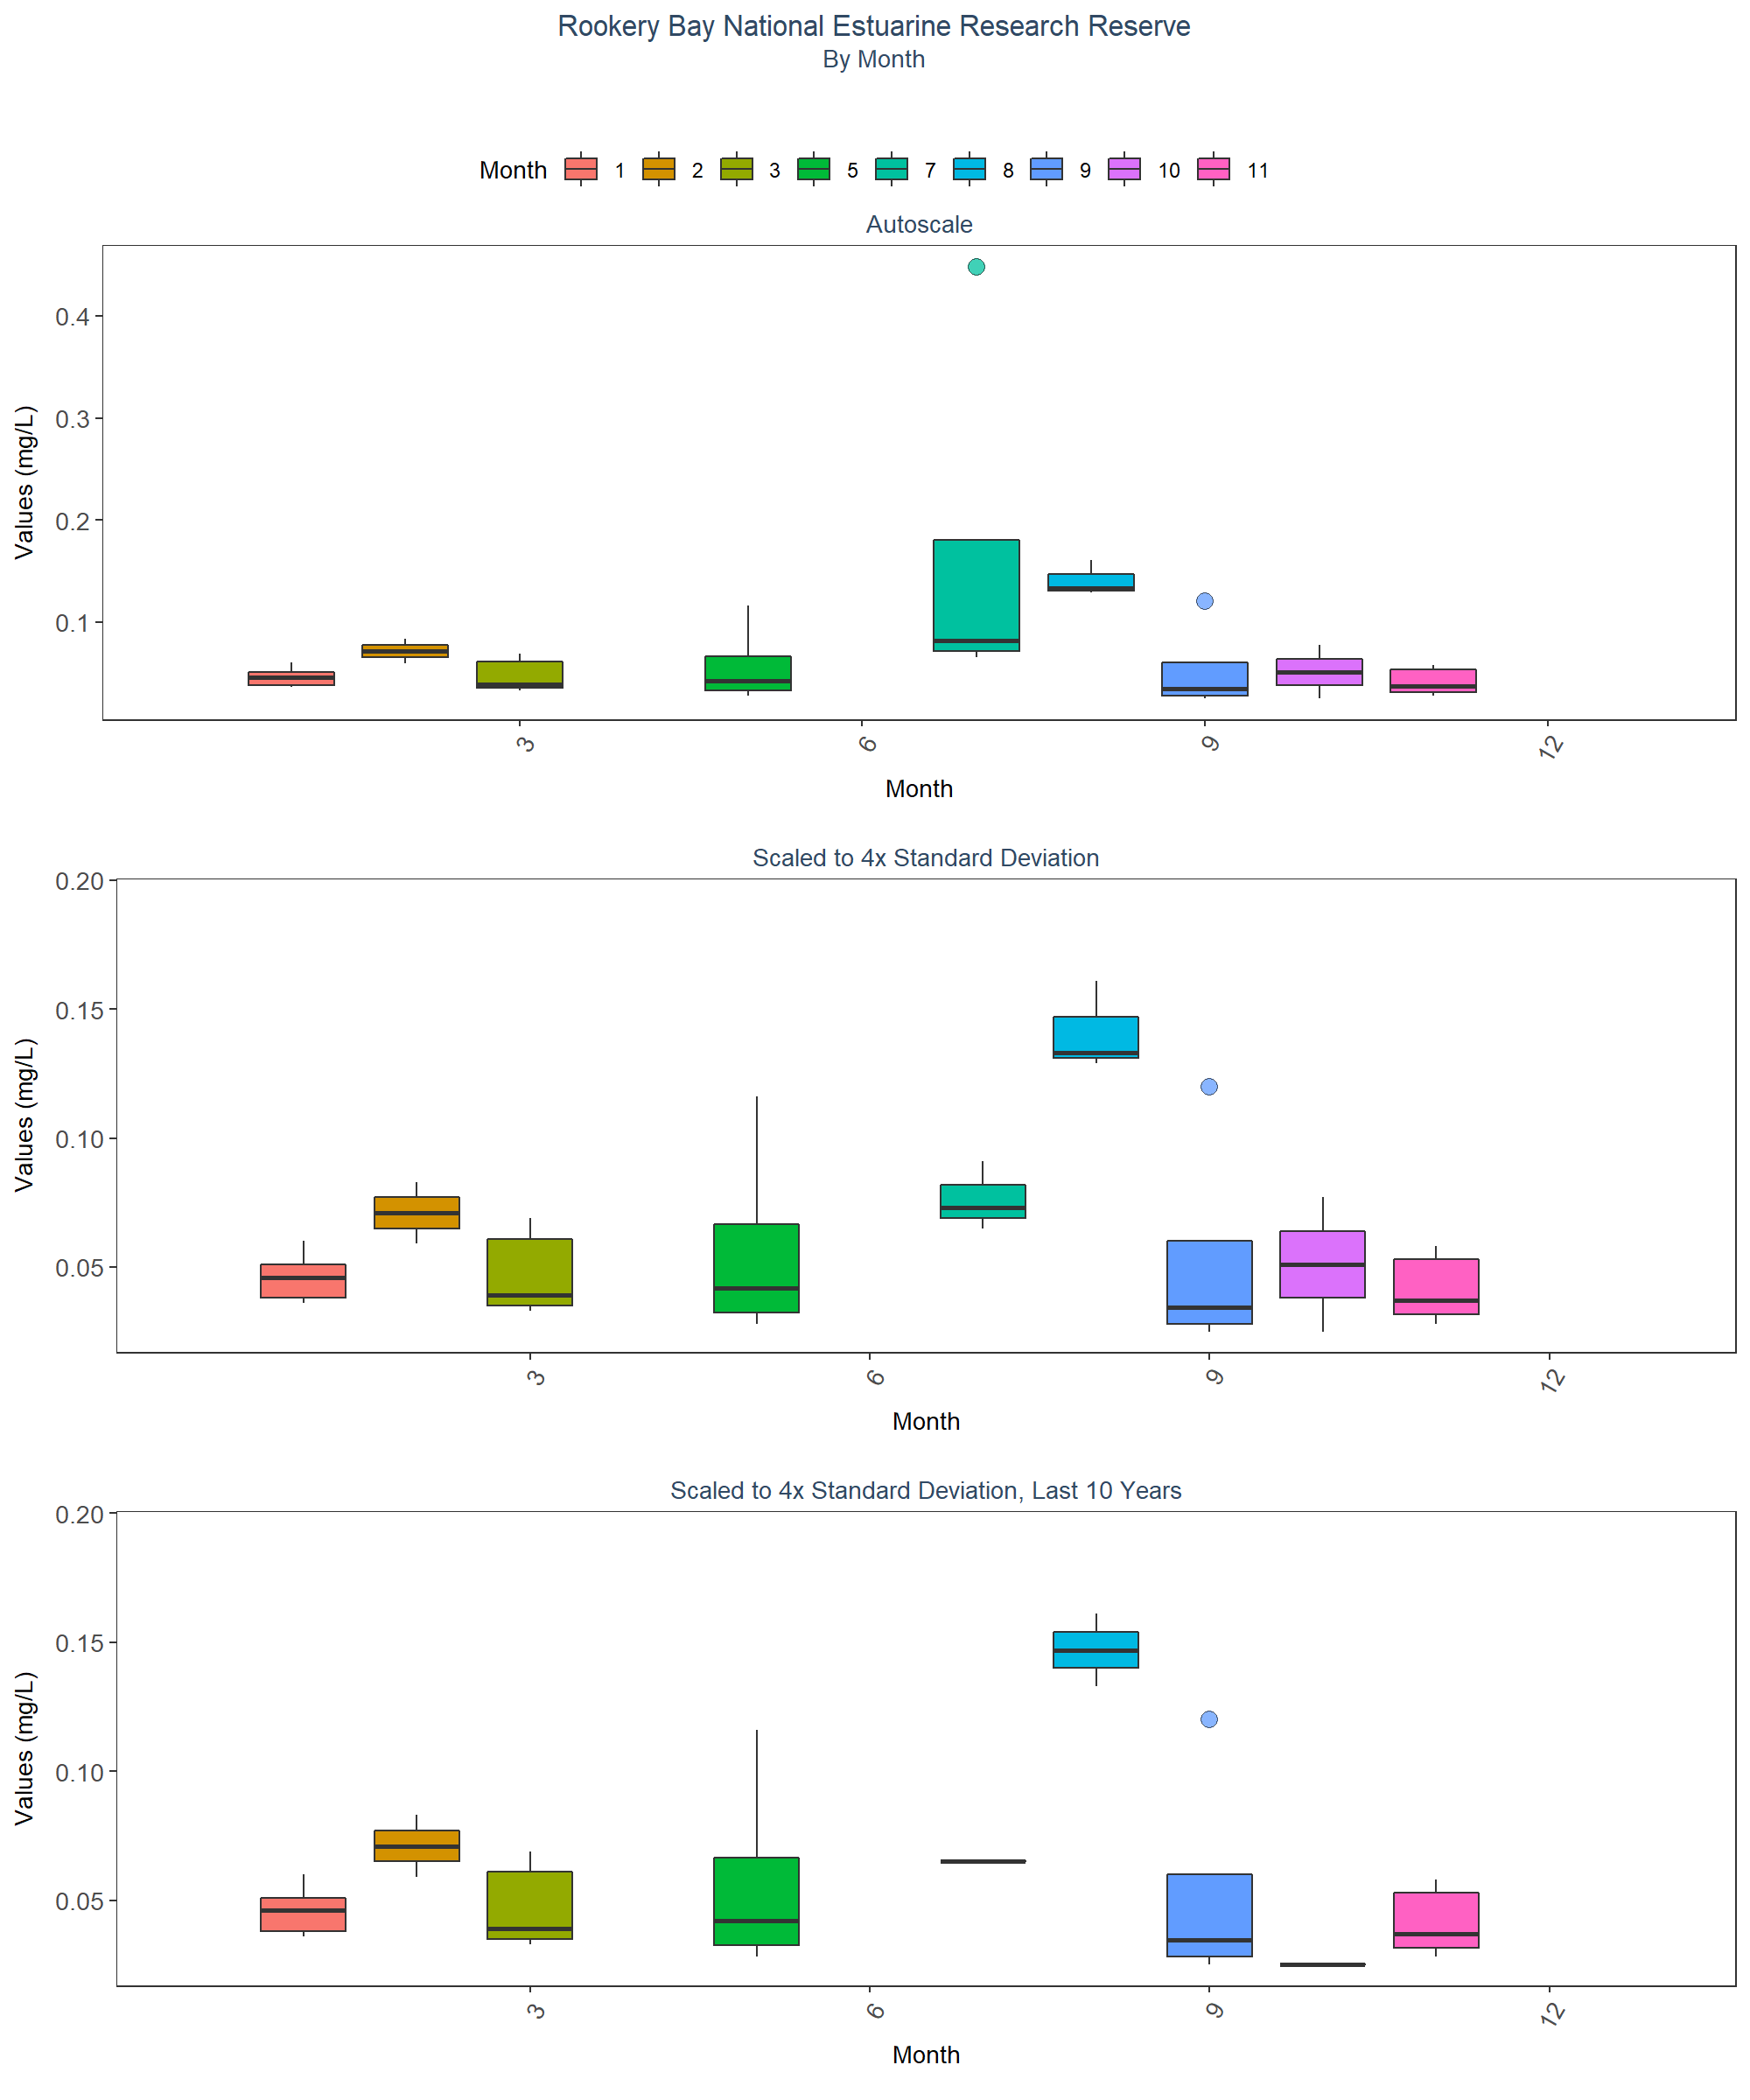 Rookery Bay National Estuarine Research Reserve
By Month
Month 1 2 3 5 7 8 9 10 11
Autoscale
Values (mg/L)
0.4
0.3
0.2
0.1
3 6 9 12
Month
Scaled to 4x Standard Deviation
Values (mg/L)
0.20
0.15
0.10
0.05
3 6 9 12
Month
Scaled to 4x Standard Deviation, Last 10 Years
Values (mg/L)
0.20
0.15
0.10
0.05
3 6 9 12
Month